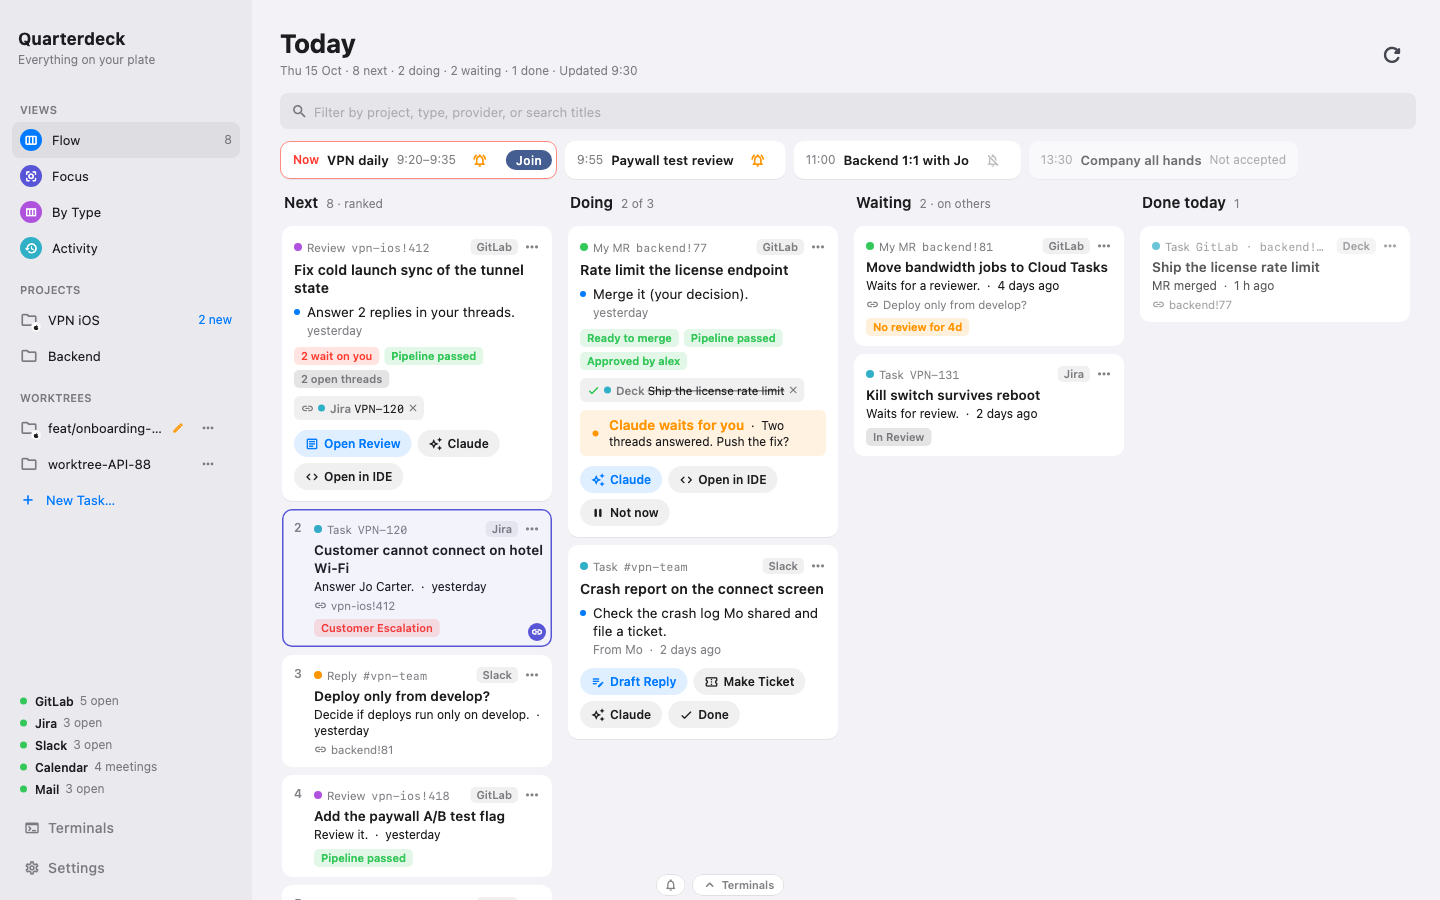 Quarterdeck
Everything on your plate
VIEWS
Flow 8
Focus
By Type
Activity
PROJECTS
VPN iOS 2 new
Backend
WORKTREES
feat/onboarding-...
worktree-API-88
New Task...
GitLab 5 open
Jira 3 open
Slack 3 open
Calendar 4 meetings
Mail 3 open
Terminals
Settings
Today
Thu 15 Oct · 8 next · 2 doing · 2 waiting · 1 done · Updated 9:30
Filter by project, type, provider, or search titles
Now VPN daily 9:20–9:35 Join
9:55 Paywall test review
11:00 Backend 1:1 with Jo
13:30 Company all hands Not accepted
Next 8 · ranked
Review vpn-ios!412 GitLab
Fix cold launch sync of the tunnel
state
Answer 2 replies in your threads.
yesterday
2 wait on you Pipeline passed
2 open threads
Jira VPN-120
Open Review Claude
Open in IDE
2 Task VPN-120 Jira
Customer cannot connect on hotel
Wi-Fi
Answer Jo Carter. · yesterday
vpn-ios!412
Customer Escalation
3 Reply #vpn-team Slack
Deploy only from develop?
Decide if deploys run only on develop. ·
yesterday
backend!81
4 Review vpn-ios!418 GitLab
Add the paywall A/B test flag
Review it. · yesterday
Pipeline passed
Doing 2 of 3
My MR backend!77 GitLab
Rate limit the license endpoint
Merge it (your decision).
yesterday
Ready to merge Pipeline passed
Approved by alex
Deck Ship the license rate limit
Claude waits for you · Two
threads answered. Push the fix?
Claude Open in IDE
Not now
Task #vpn-team Slack
Crash report on the connect screen
Check the crash log Mo shared and
file a ticket.
From Mo · 2 days ago
Draft Reply Make Ticket
Claude Done
Waiting 2 · on others
My MR backend!81 GitLab
Move bandwidth jobs to Cloud Tasks
Waits for a reviewer. · 4 days ago
Deploy only from develop?
No review for 4d
Task VPN-131 Jira
Kill switch survives reboot
Waits for review. · 2 days ago
In Review
Done today 1
Task GitLab · backend!… Deck
Ship the license rate limit
MR merged · 1 h ago
backend!77
Terminals